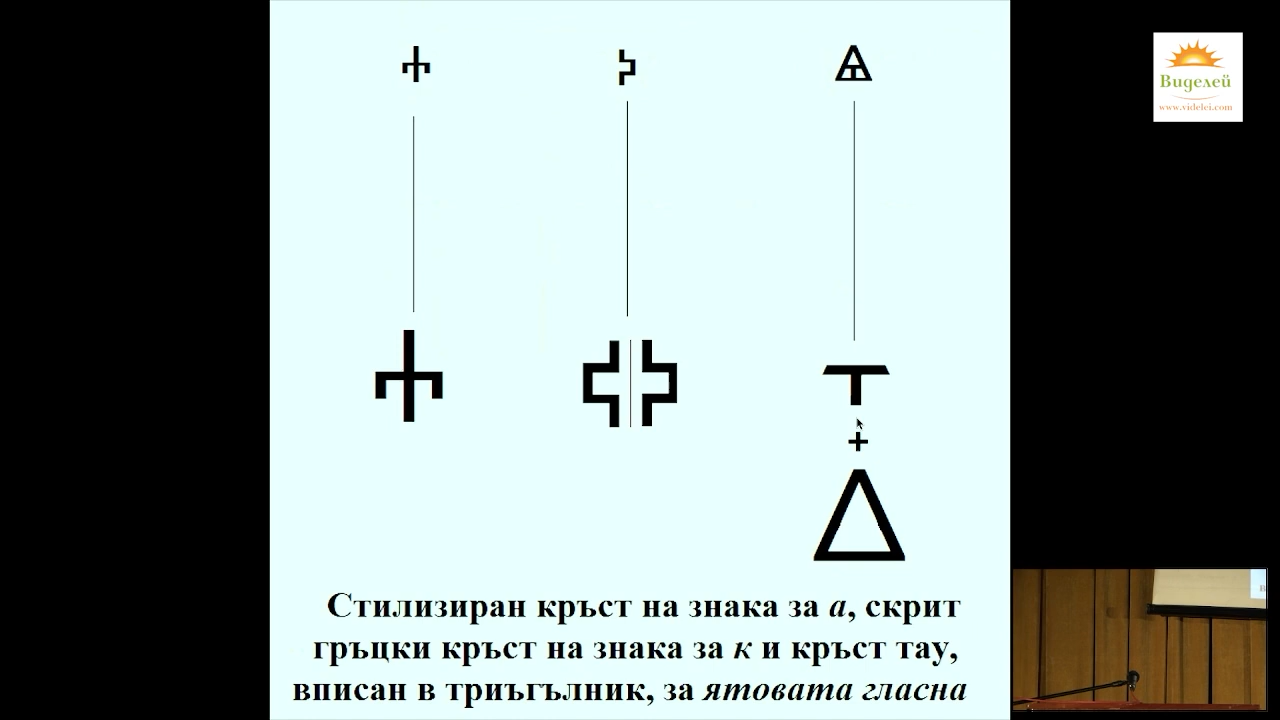 ⰰ ⰽ ⱑ
+
Стилизиран кръст на знака за а, скрит
гръцки кръст на знака за к и кръст тау,
вписан в триъгълник, за ятовата гласна
Виделей
www.videlei.com